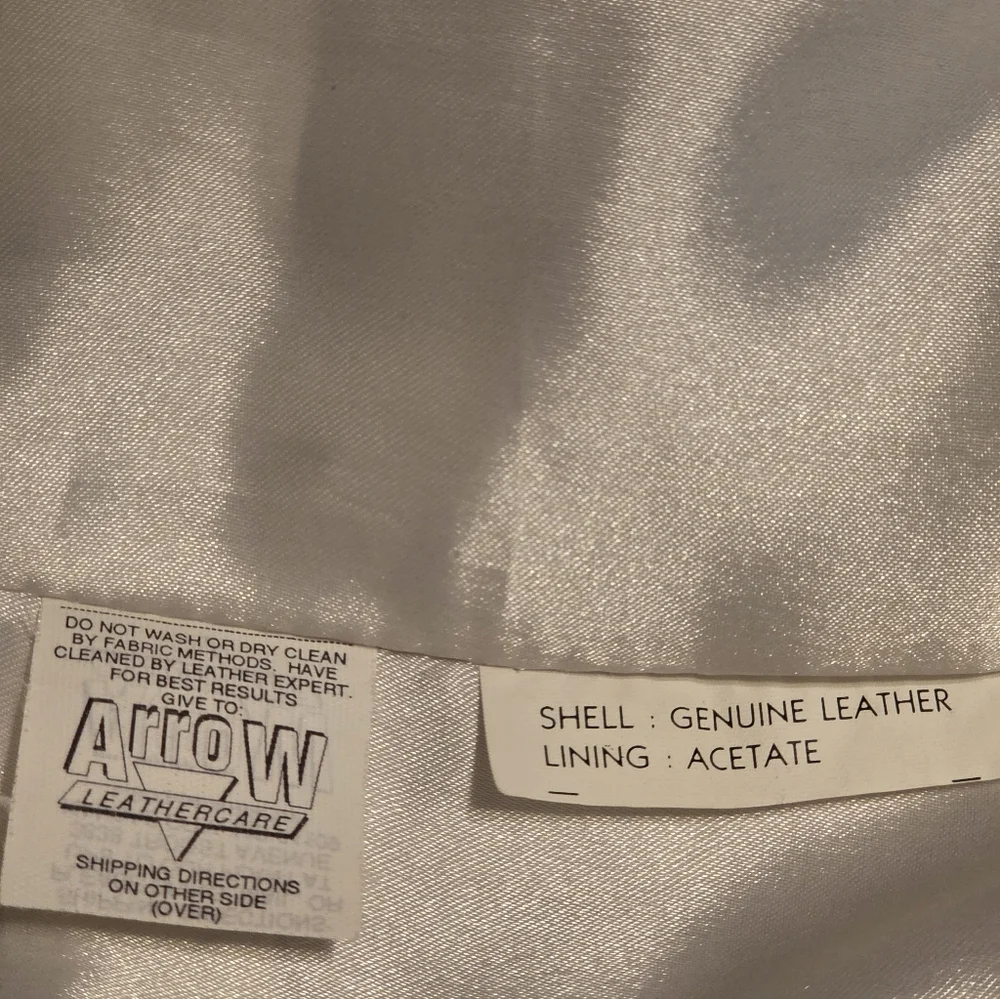 DO NOT WASH OR DRY CLEAN
BY FABRIC METHODS. HAVE
CLEANED BY LEATHER EXPERT.
FOR BEST RESULTS
GIVE TO:
ArroW
LEATHERCARE
SHIPPING DIRECTIONS
ON OTHER SIDE
(OVER)
SHELL : GENUINE LEATHER
LINING : ACETATE